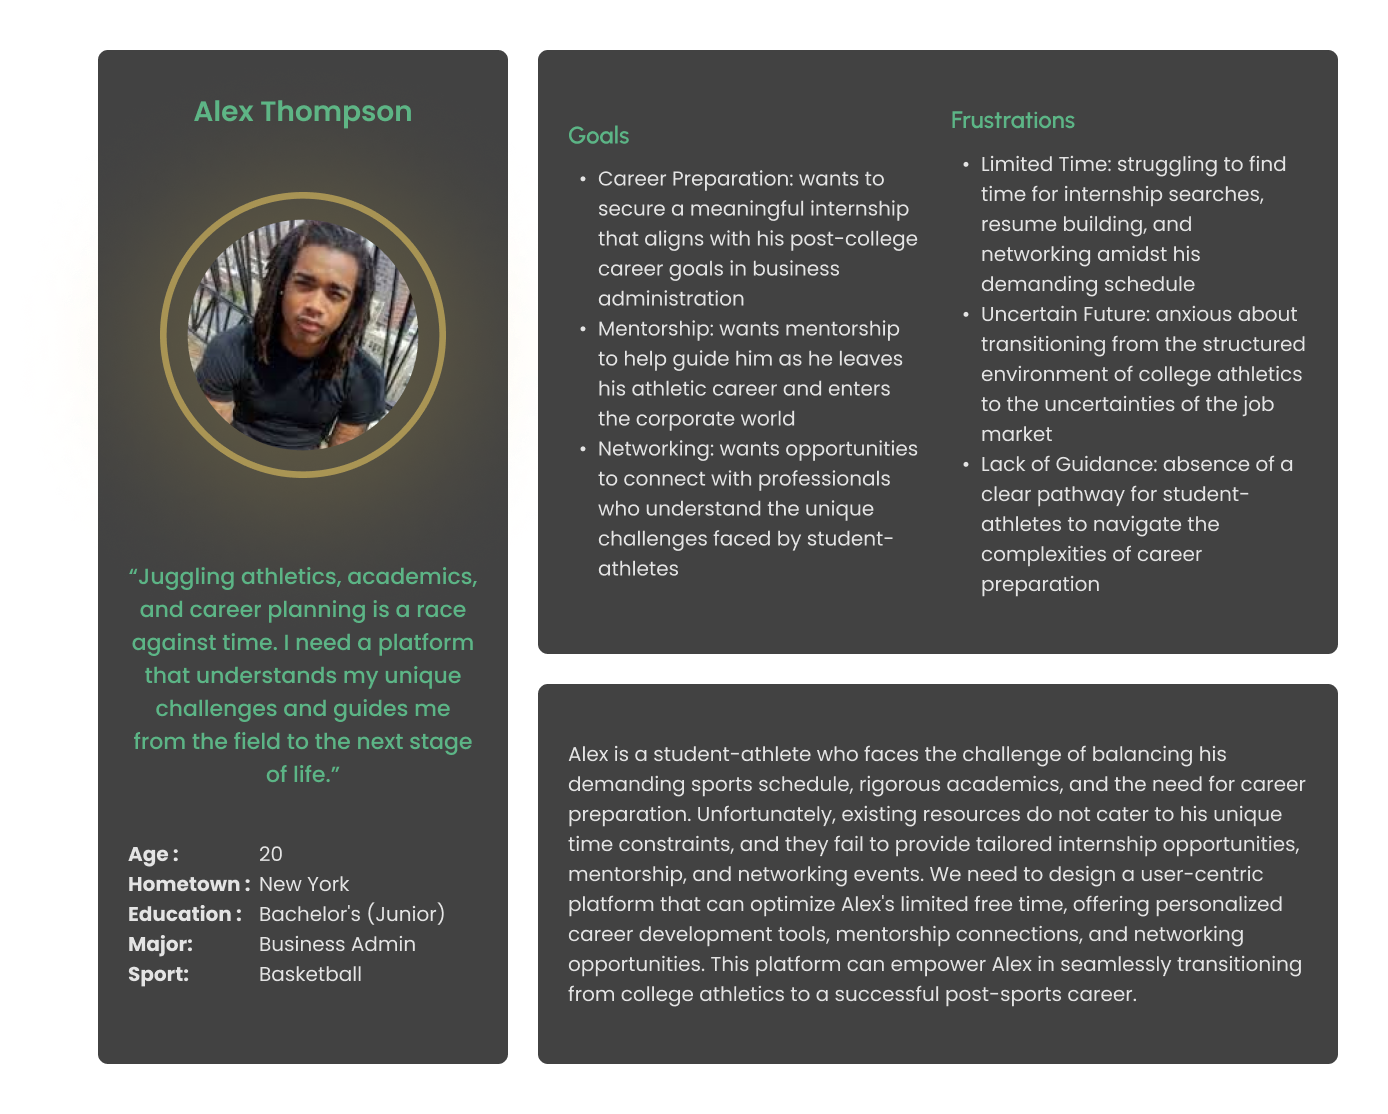 Alex Thompson
“Juggling athletics, academics,
and career planning is a race
against time. I need a platform
that understands my unique
challenges and guides me
from the field to the next stage
of life.”
Age : 20
Hometown : New York
Education : Bachelor's (Junior)
Major: Business Admin
Sport: Basketball
Goals
• Career Preparation: wants to
secure a meaningful internship
that aligns with his post-college
career goals in business
administration
• Mentorship: wants mentorship
to help guide him as he leaves
his athletic career and enters
the corporate world
• Networking: wants opportunities
to connect with professionals
who understand the unique
challenges faced by student-
athletes
Frustrations
• Limited Time: struggling to find
time for internship searches,
resume building, and
networking amidst his
demanding schedule
• Uncertain Future: anxious about
transitioning from the structured
environment of college athletics
to the uncertainties of the job
market
• Lack of Guidance: absence of a
clear pathway for student-
athletes to navigate the
complexities of career
preparation
Alex is a student-athlete who faces the challenge of balancing his
demanding sports schedule, rigorous academics, and the need for career
preparation. Unfortunately, existing resources do not cater to his unique
time constraints, and they fail to provide tailored internship opportunities,
mentorship, and networking events. We need to design a user-centric
platform that can optimize Alex's limited free time, offering personalized
career development tools, mentorship connections, and networking
opportunities. This platform can empower Alex in seamlessly transitioning
from college athletics to a successful post-sports career.